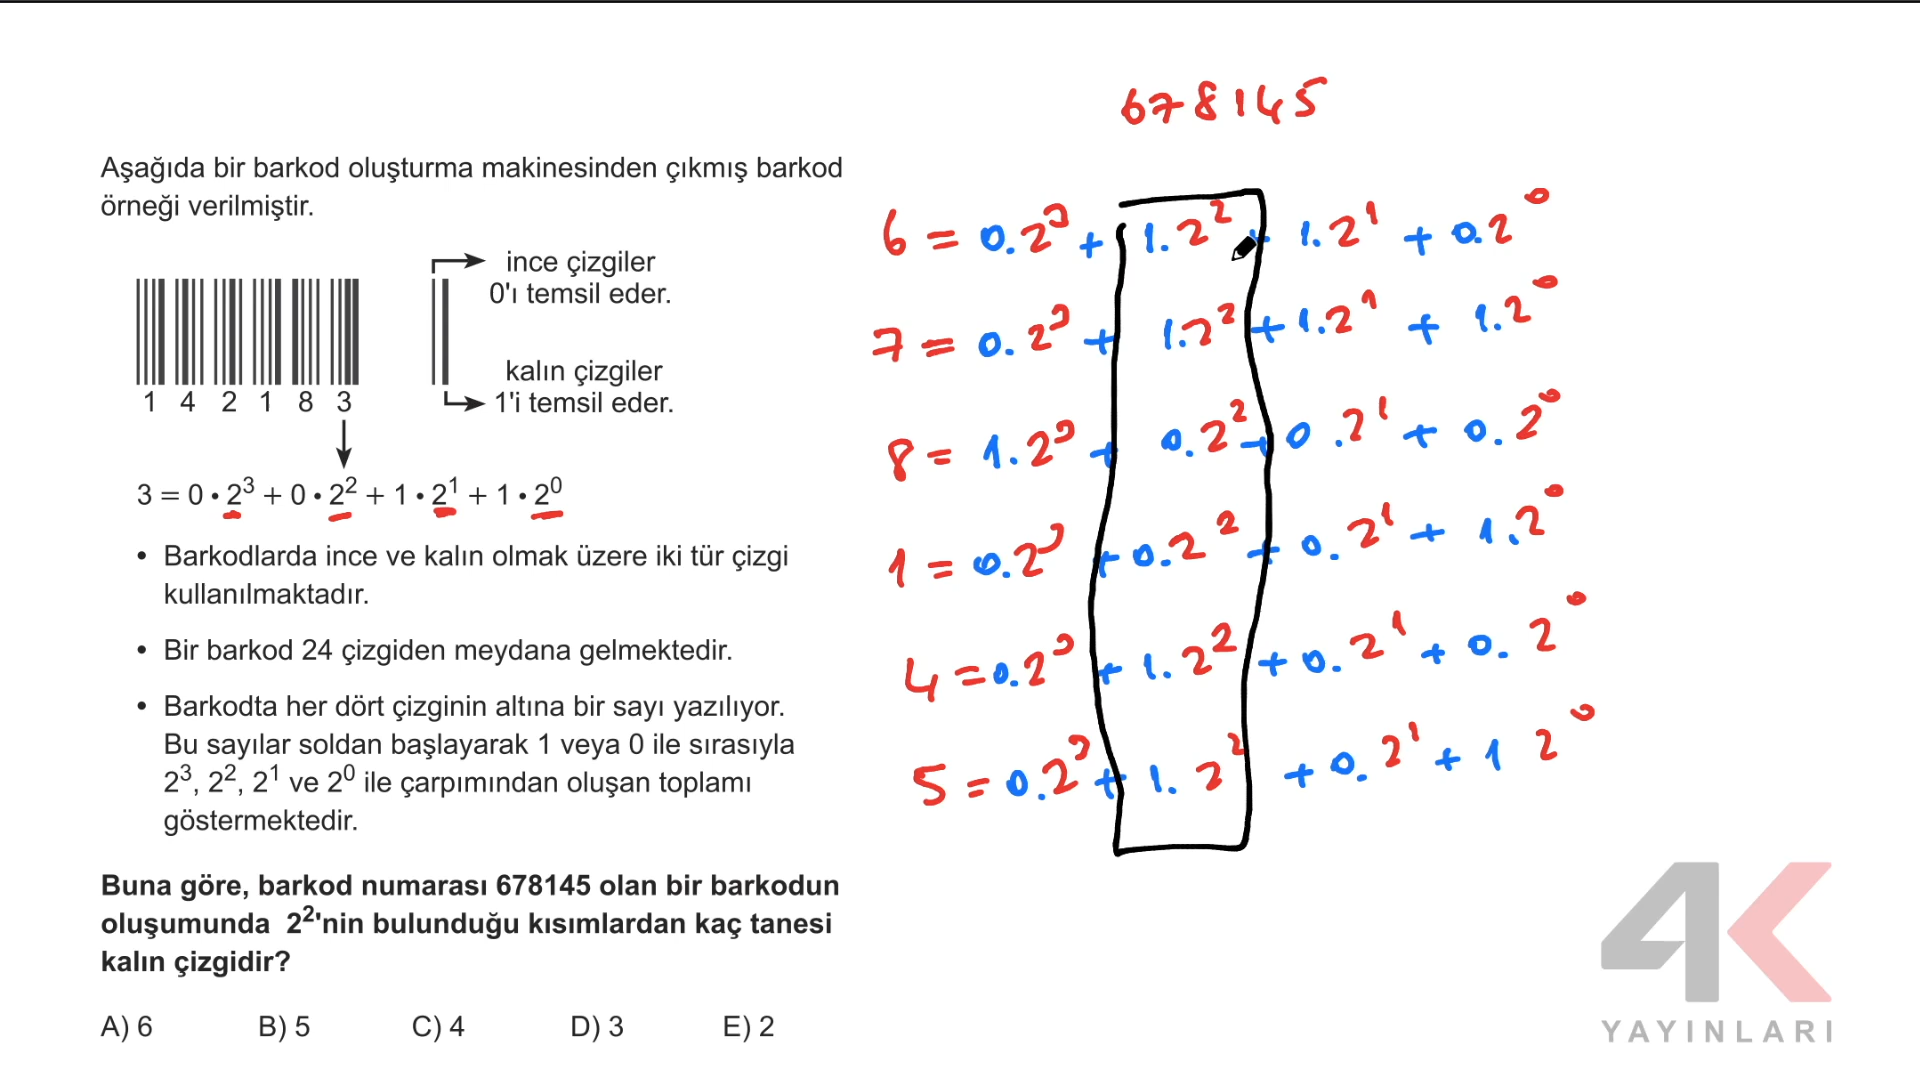 678145
Aşağıda bir barkod oluşturma makinesinden çıkmış barkod
örneği verilmiştir.
ince çizgiler
0'ı temsil eder.
kalın çizgiler
1'i temsil eder.
1 4 2 1 8 3
3 = 0 • 2³ + 0 • 2² + 1 • 2¹ + 1 • 2⁰
• Barkodlarda ince ve kalın olmak üzere iki tür çizgi
kullanılmaktadır.
• Bir barkod 24 çizgiden meydana gelmektedir.
• Barkodta her dört çizginin altına bir sayı yazılıyor.
Bu sayılar soldan başlayarak 1 veya 0 ile sırasıyla
2³, 2², 2¹ ve 2⁰ ile çarpımından oluşan toplamı
göstermektedir.
Buna göre, barkod numarası 678145 olan bir barkodun
oluşumunda 2²'nin bulunduğu kısımlardan kaç tanesi
kalın çizgidir?
A) 6 B) 5 C) 4 D) 3 E) 2
6 = 0.2³ + 1.2² + 1.2¹ + 0.2⁰
7 = 0.2³ + 1.2² + 1.2¹ + 1.2⁰
8 = 1.2³ + 0.2² + 0.2¹ + 0.2⁰
1 = 0.2³ + 0.2² + 0.2¹ + 1.2⁰
4 = 0.2³ + 1.2² + 0.2¹ + 0.2⁰
5 = 0.2³ + 1.2² + 0.2¹ + 1 2⁰
4K
YAYINLARI